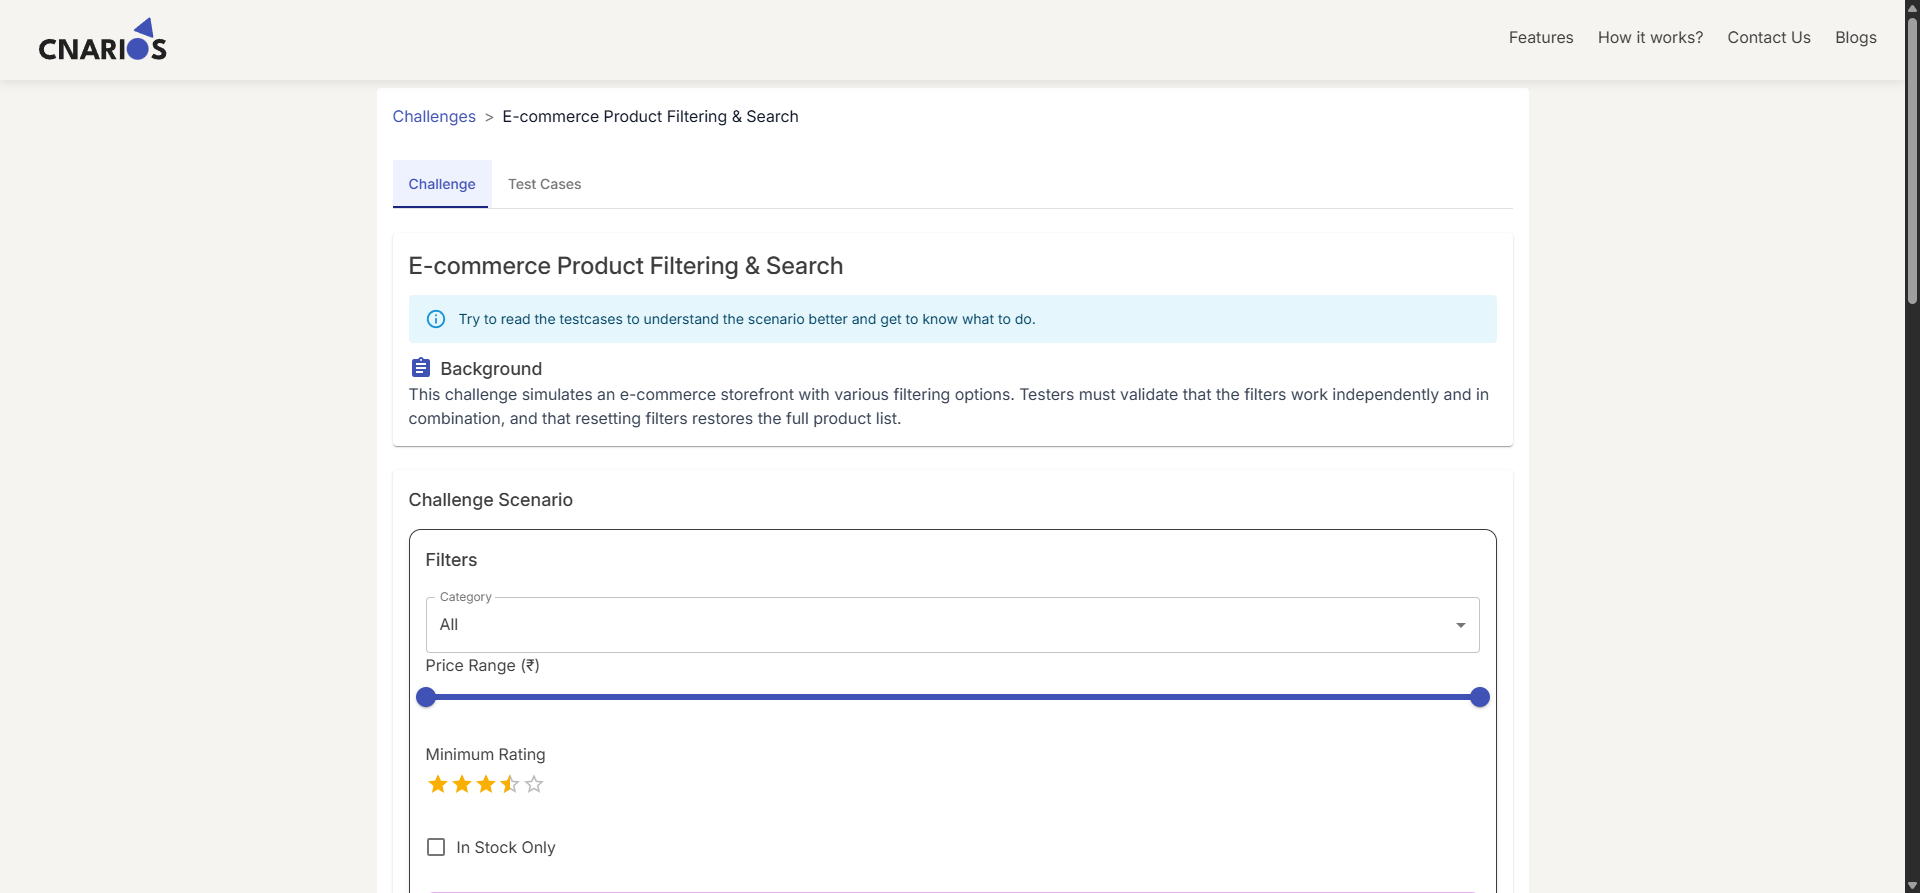 CNARIOS
Features
How it works?
Contact Us
Blogs
Challenges > E-commerce Product Filtering & Search
Challenge
Test Cases
E-commerce Product Filtering & Search
Try to read the testcases to understand the scenario better and get to know what to do.
Background
This challenge simulates an e-commerce storefront with various filtering options. Testers must validate that the filters work independently and in
combination, and that resetting filters restores the full product list.
Challenge Scenario
Filters
Category
All
Price Range (₹)
Minimum Rating
In Stock Only